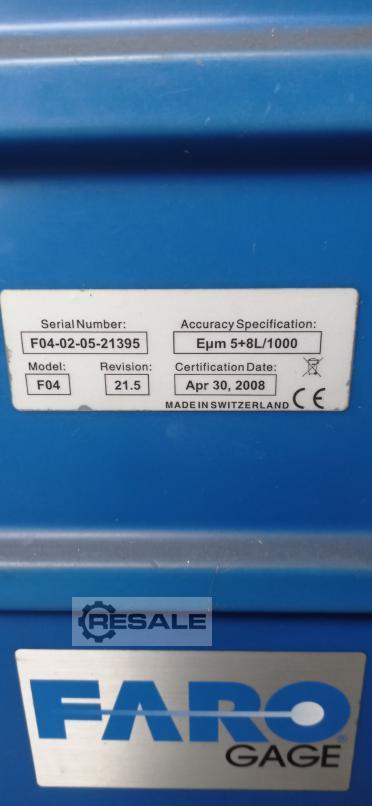 Serial Number: Accuracy Specification:
F04-02-05-21395 Eµm 5+8L/1000
Model: Revision: Certification Date:
F04 21.5 Apr 30, 2008
MADE IN SWITZERLAND CE
RESALE
FARO®
GAGE